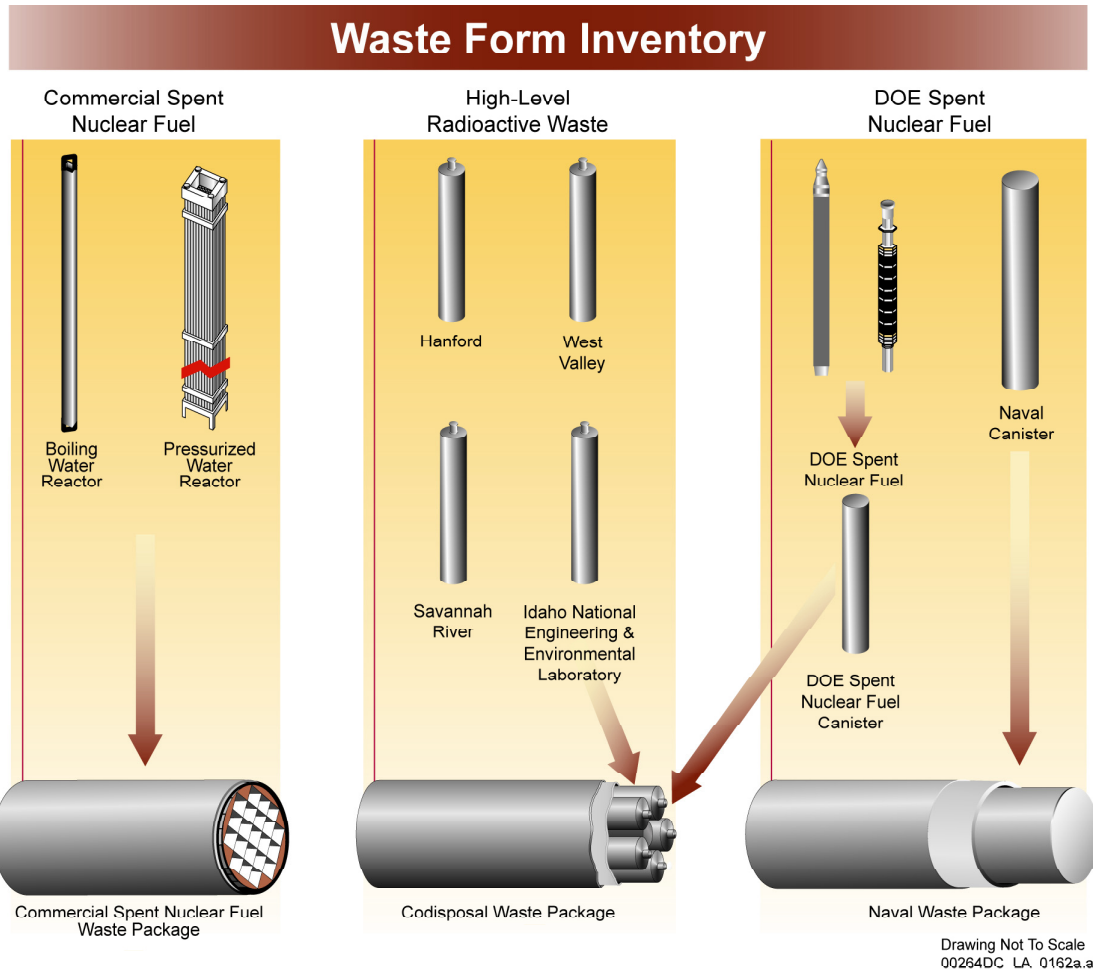 Waste Form Inventory
Commercial Spent
Nuclear Fuel
High-Level
Radioactive Waste
DOE Spent
Nuclear Fuel
Boiling
Water
Reactor
Pressurized
Water
Reactor
Hanford
West
Valley
Savannah
River
Idaho National
Engineering &
Environmental
Laboratory
DOE Spent
Nuclear Fuel
Naval
Canister
DOE Spent
Nuclear Fuel
Canister
Commercial Spent Nuclear Fuel
Waste Package
Codisposal Waste Package
Naval Waste Package
Drawing Not To Scale
00264DC_LA_0162a.a